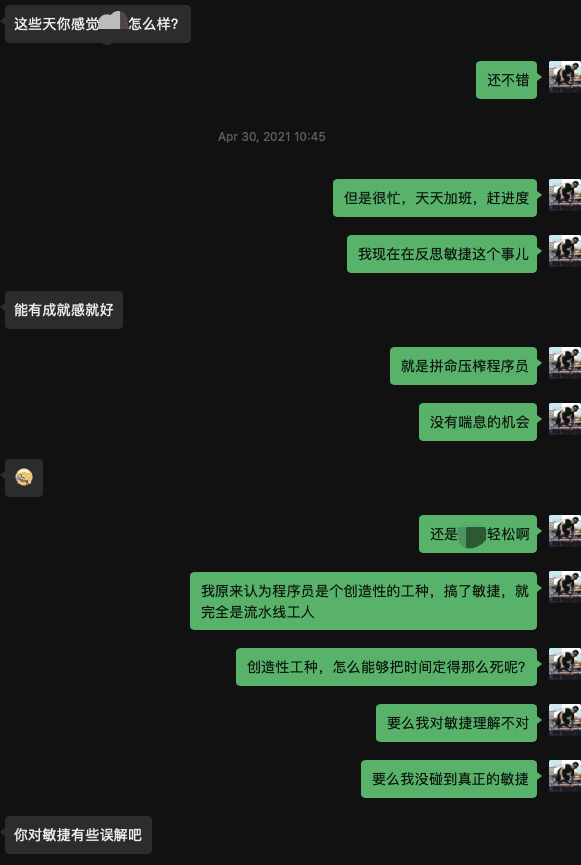 这些天你感觉怎么样?
还不错
Apr 30, 2021 10:45
但是很忙，天天加班，赶进度
我现在在反思敏捷这个事儿
能有成就感就好
就是拼命压榨程序员
没有喘息的机会
还是轻松啊
我原来认为程序员是个创造性的工种，搞了敏捷，就
完全是流水线工人
创造性工种，怎么能够把时间定得那么死呢?
要么我对敏捷理解不对
要么我没碰到真正的敏捷
你对敏捷有些误解吧